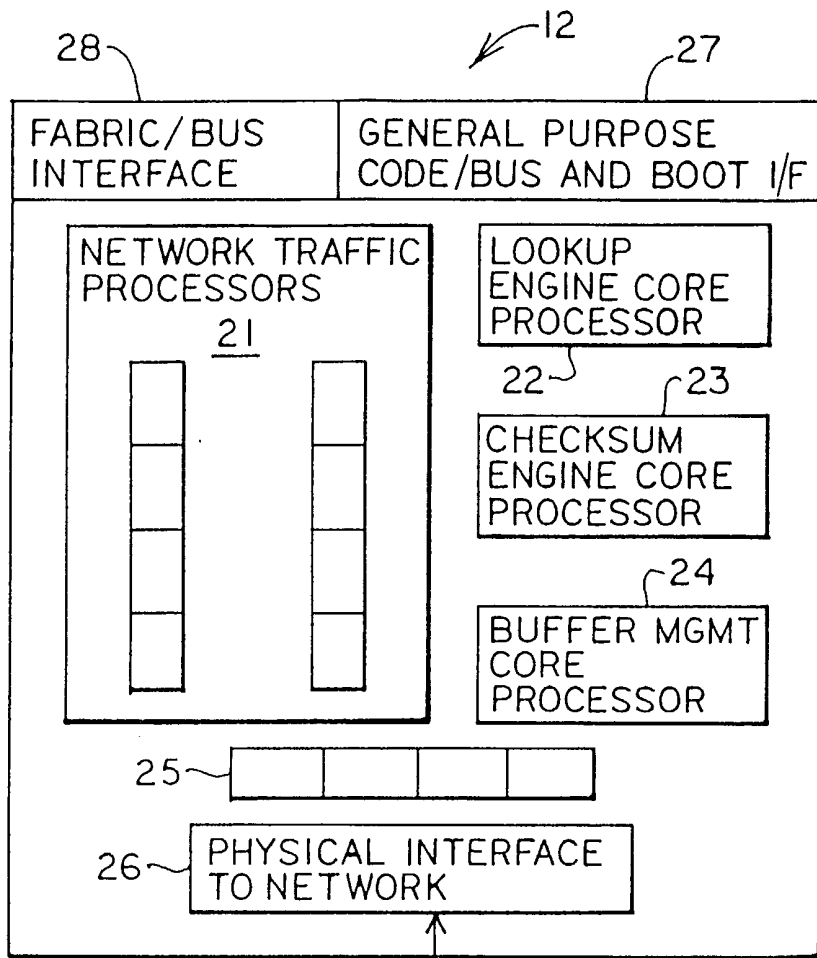 12
28
27
FABRIC/BUS
INTERFACE
GENERAL PURPOSE
CODE/BUS AND BOOT I/F
NETWORK TRAFFIC
PROCESSORS
21
LOOKUP
ENGINE CORE
PROCESSOR
22
23
CHECKSUM
ENGINE CORE
PROCESSOR
24
BUFFER MGMT
CORE
PROCESSOR
25
26
PHYSICAL INTERFACE
TO NETWORK